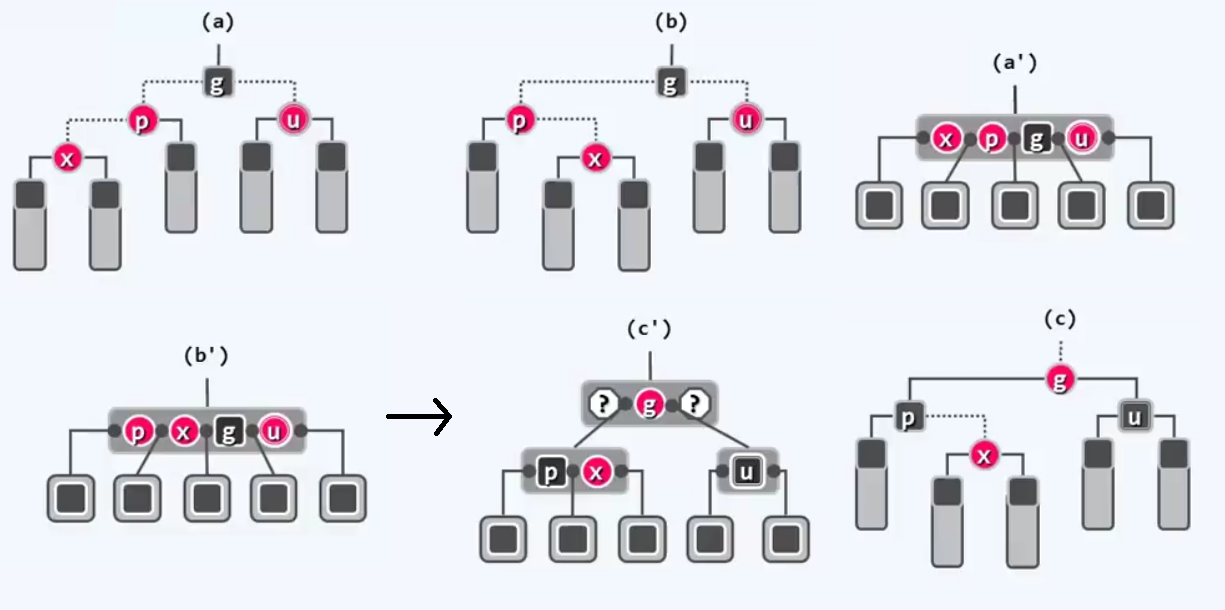 (a)
g
p u
x
(b)
g
p u
x
(a')
x p g u
(b')
p x g u
(c')
? g ?
p x u
(c)
g
p u
x